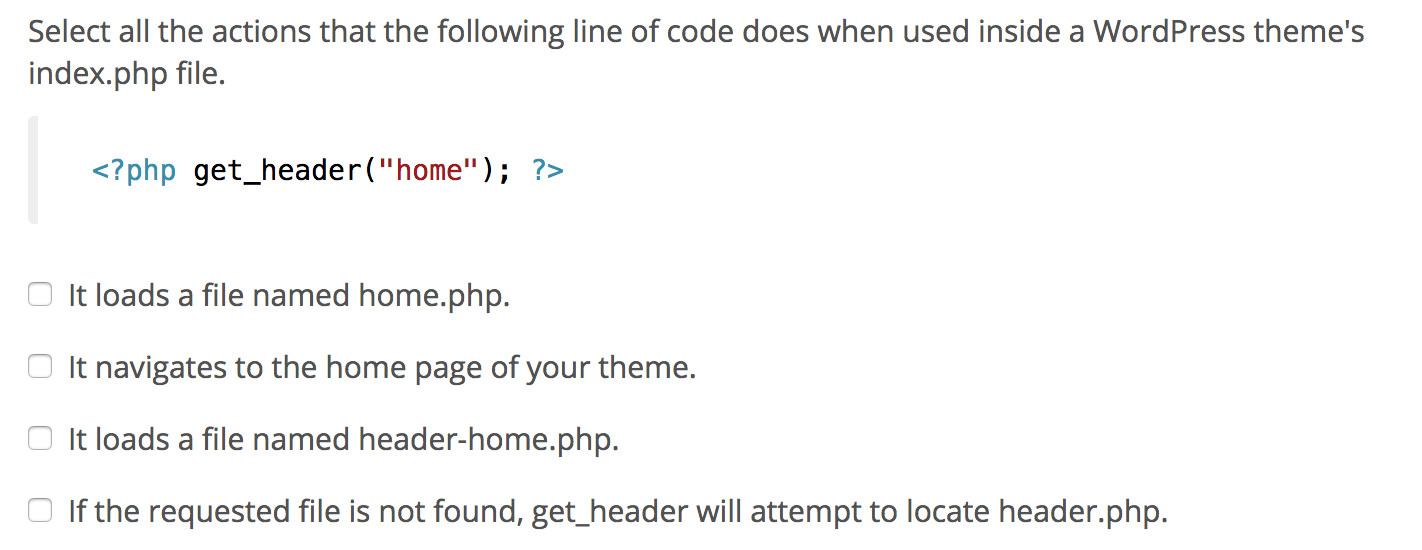 Select all the actions that the following line of code does when used inside a WordPress theme's
index.php file.
<?php get_header("home"); ?>
It loads a file named home.php.
It navigates to the home page of your theme.
It loads a file named header-home.php.
If the requested file is not found, get_header will attempt to locate header.php.